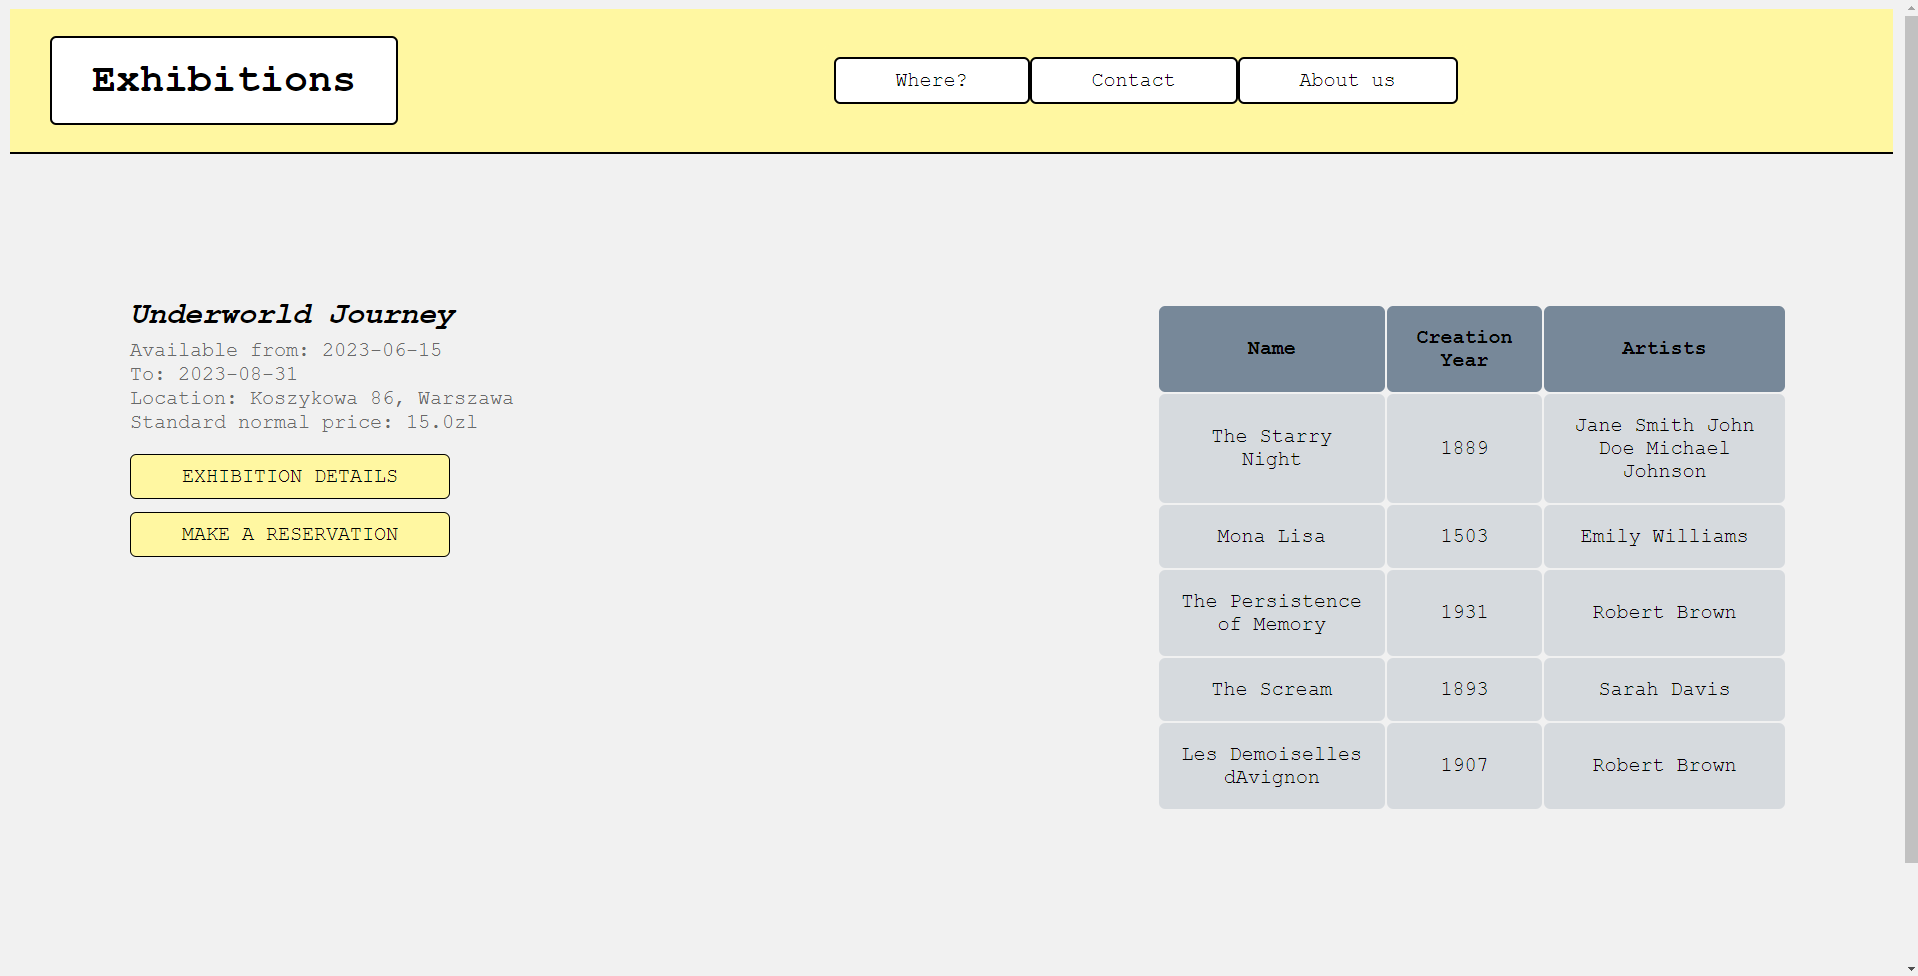 Exhibitions
Where? Contact About us
Underworld Journey
Available from: 2023-06-15
To: 2023-08-31
Location: Koszykowa 86, Warszawa
Standard normal price: 15.0zl
EXHIBITION DETAILS
MAKE A RESERVATION
Name Creation Artists
Year
The Starry
Night
1889
Jane Smith John
Doe Michael
Johnson
Mona Lisa 1503 Emily Williams
The Persistence
of Memory
1931
Robert Brown
The Scream 1893 Sarah Davis
Les Demoiselles
dAvignon
1907
Robert Brown